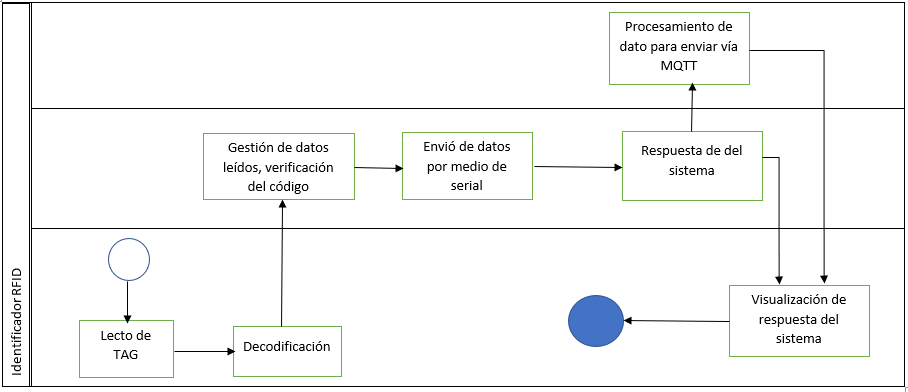 Identificador RFID
Procesamiento de
dato para enviar vía
MQTT
Gestión de datos
leídos, verificación
del código
Envió de datos
por medio de
serial
Respuesta de del
sistema
Lecto de
TAG
Decodificación
Visualización de
respuesta del
sistema